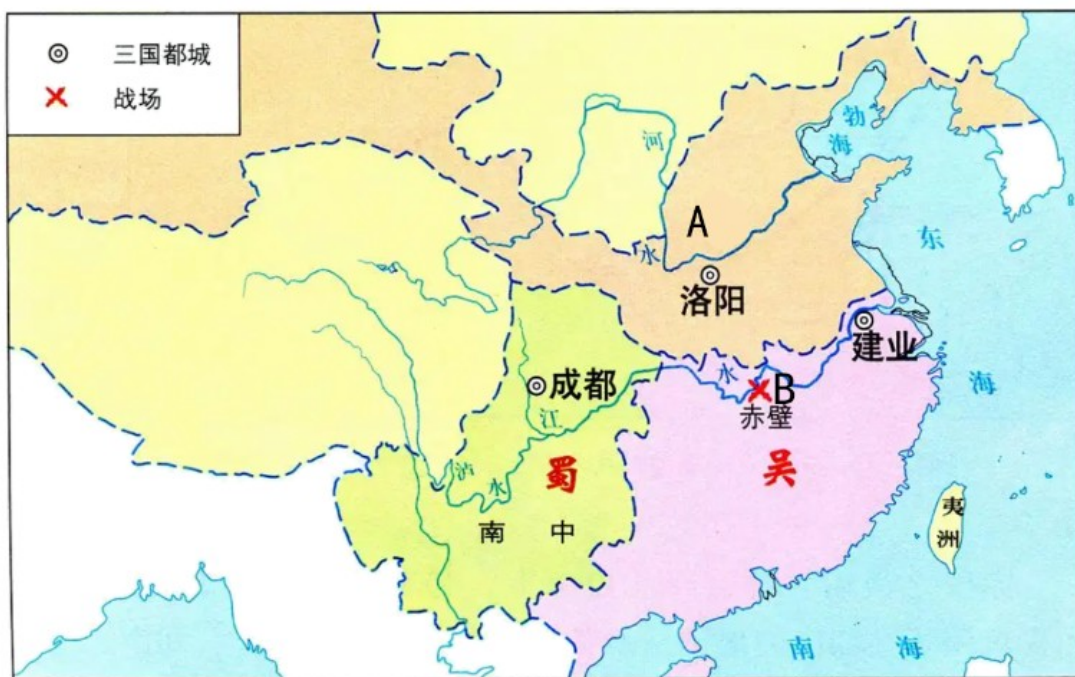 三国都城
战场
勃海
河
A
水
东
洛阳
建业
水
B
成都
赤壁
海
江
蜀
吴
泸
水
南中
夷洲
南海